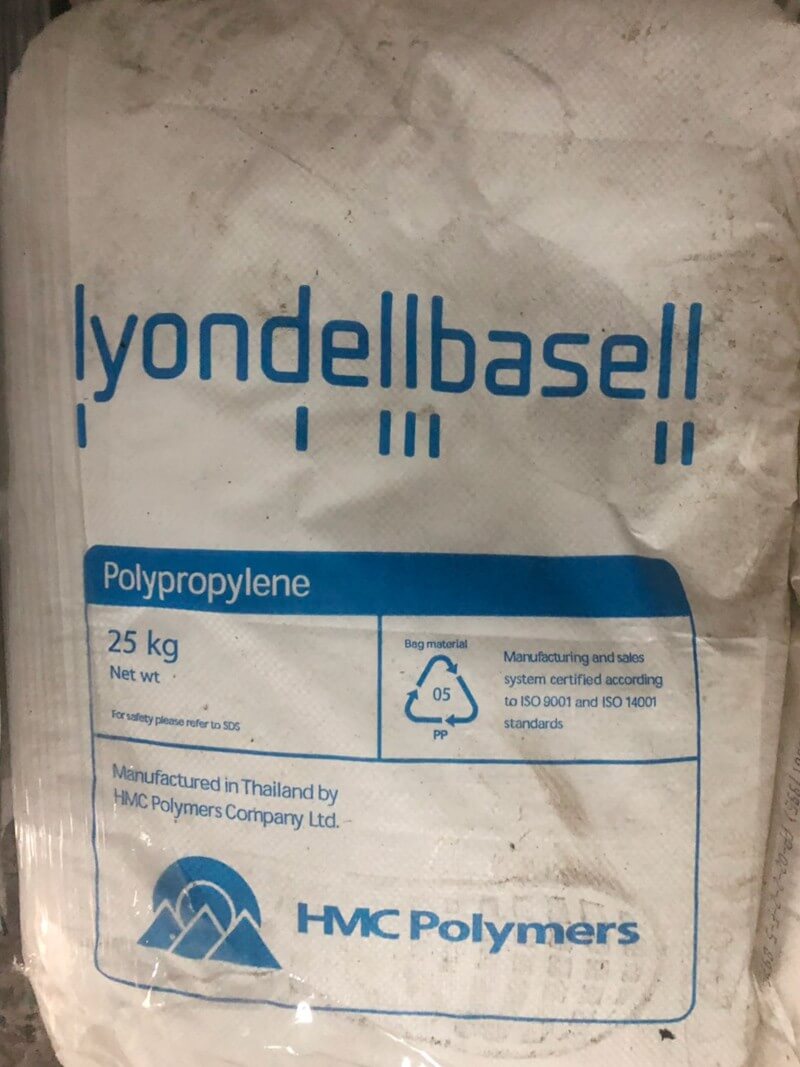 lyondellbasell
Polypropylene
25 kg
Net wt
For safety please refer to SDS
Bag material
05
PP
Manufacturing and sales
system certified according
to ISO 9001 and ISO 14001
standards
Manufactured in Thailand by
HMC Polymers Company Ltd.
HMC Polymers